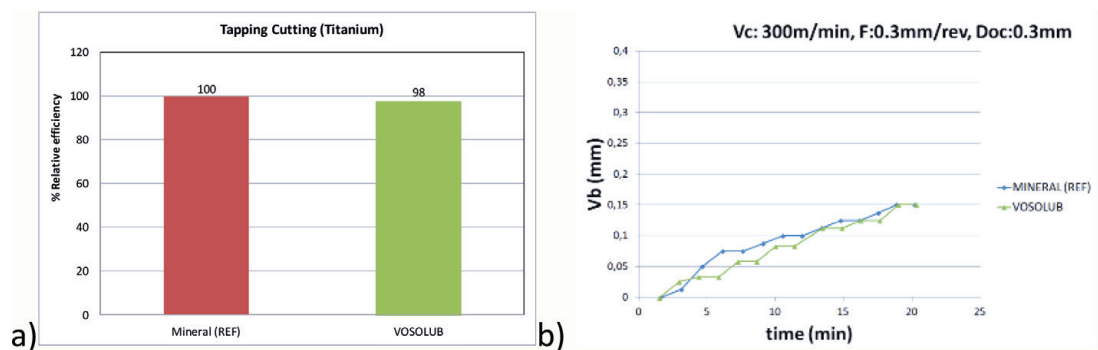 Tapping Cutting (Titanium)
% Relative efficiency
120
100
80
60
40
20
0
100
98
Mineral (REF)
VOSOLUB
a)
Vc: 300m/min, F:0.3mm/rev, Doc:0.3mm
Vb (mm)
0,4
0,35
0,3
0,25
0,2
0,15
0,1
0,05
0
0
5
10
15
20
25
time (min)
MINERAL (REF)
VOSOLUB
b)